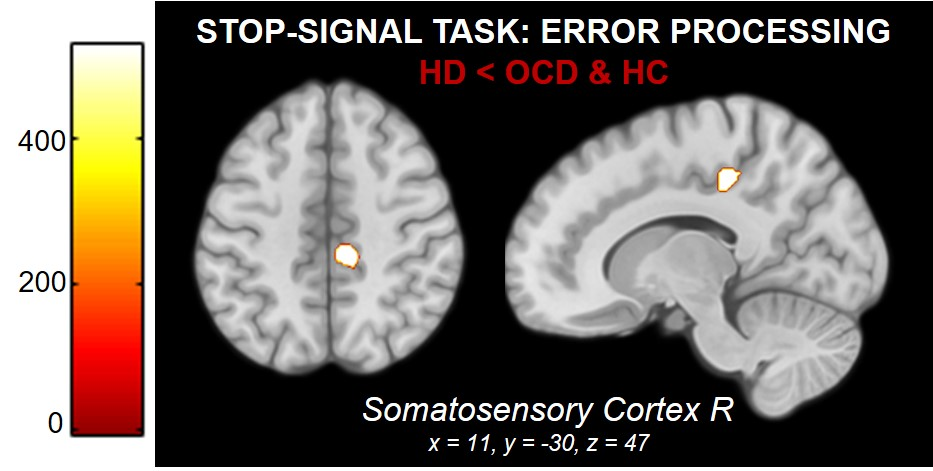 STOP-SIGNAL TASK: ERROR PROCESSING
HD < OCD & HC
400
200
0
Somatosensory Cortex R
x = 11, y = -30, z = 47